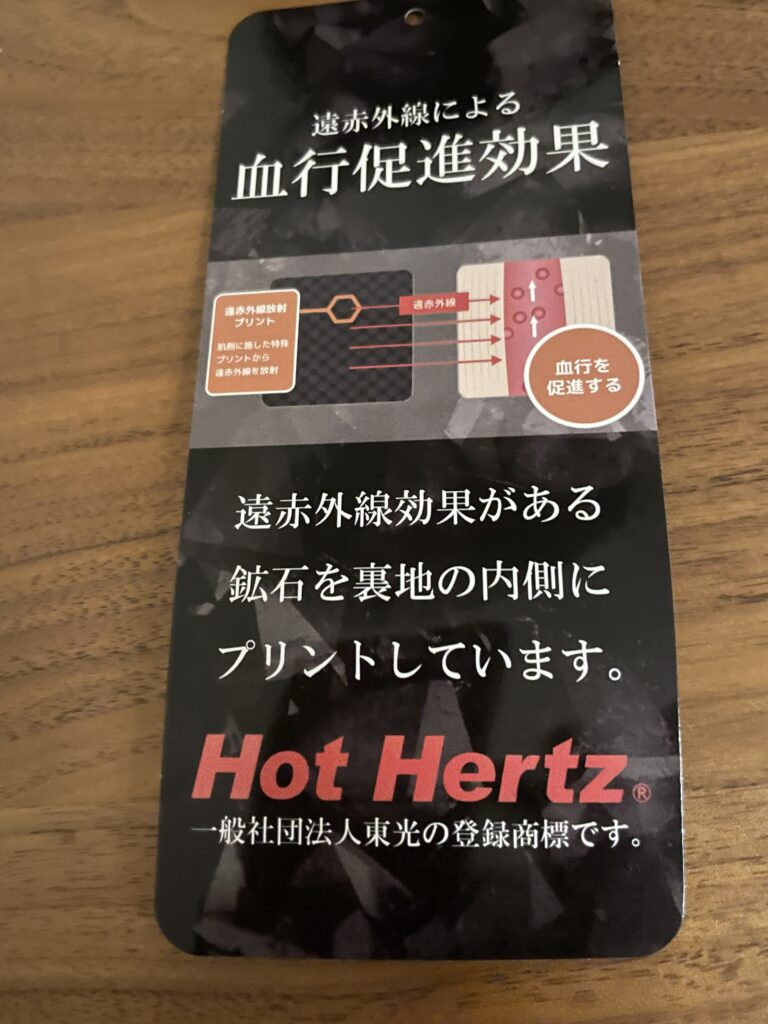 遠赤外線による
血行促進効果
遠赤外線放射
プリント
肌側に施した特殊
プリントから
遠赤外線を放射
遠赤外線
血行を
促進する
遠赤外線効果がある
鉱石を裏地の内側に
プリントしています。
Hot Hertz®
一般社団法人東光の登録商標です。